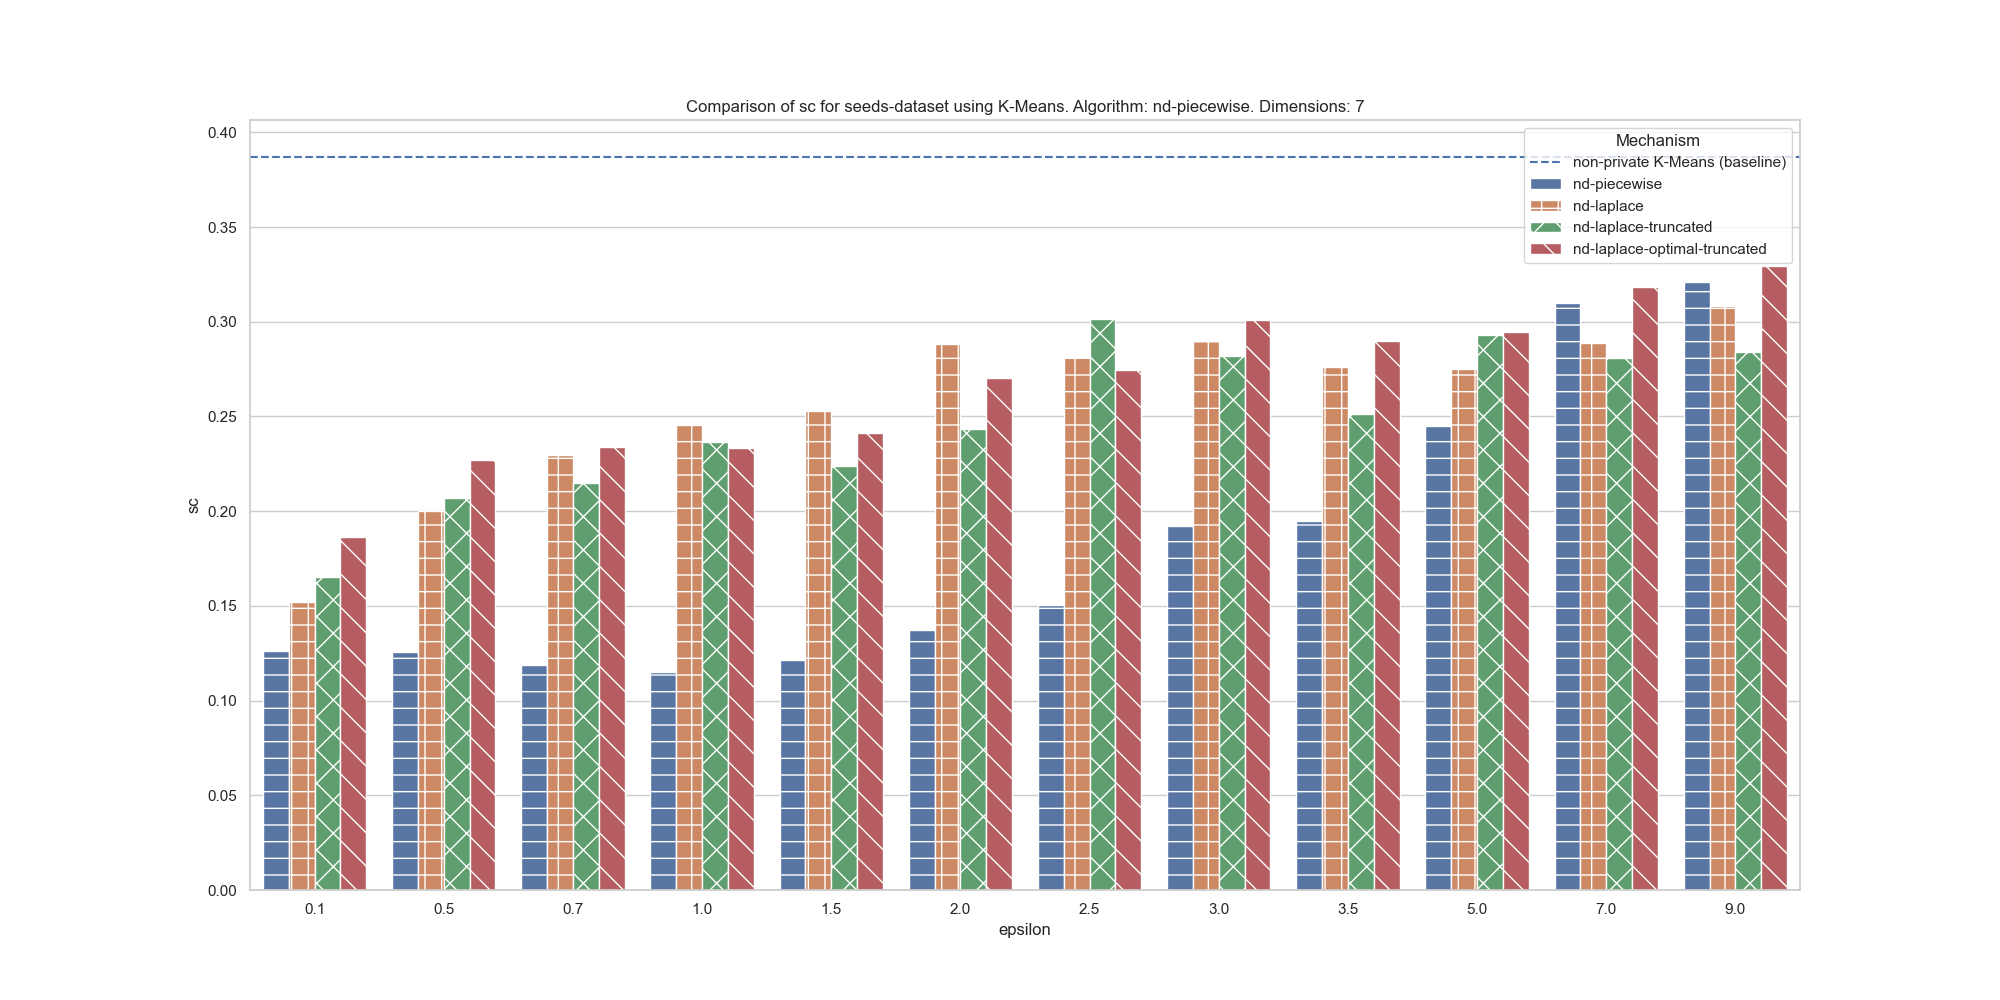 Comparison of sc for seeds-dataset using K-Means. Algorithm: nd-piecewise. Dimensions: 7
Mechanism
non-private K-Means (baseline)
nd-piecewise
nd-laplace
nd-laplace-truncated
nd-laplace-optimal-truncated
0.40
0.35
0.30
0.25
0.20
0.15
0.10
0.05
0.00
sc
0.1 0.5 0.7 1.0 1.5 2.0 2.5 3.0 3.5 5.0 7.0 9.0
epsilon